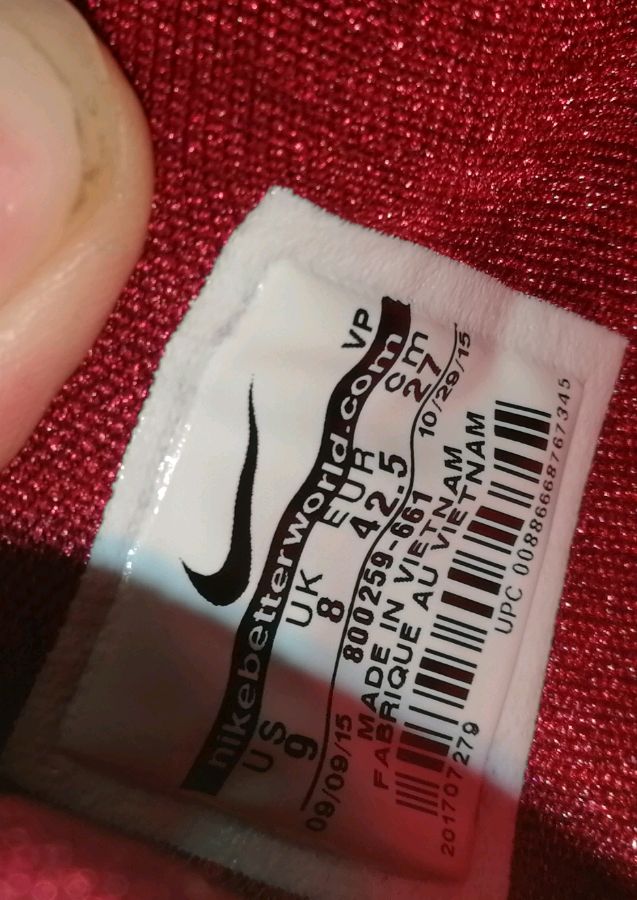 VP
nikebetterworld.com
US UK EUR cm
9 8 42.5 27
09/09/15 800259-661 10/29/15
MADE IN VIETNAM
FABRIQUE AU VIETNAM
201707279 UPC 00886668767345